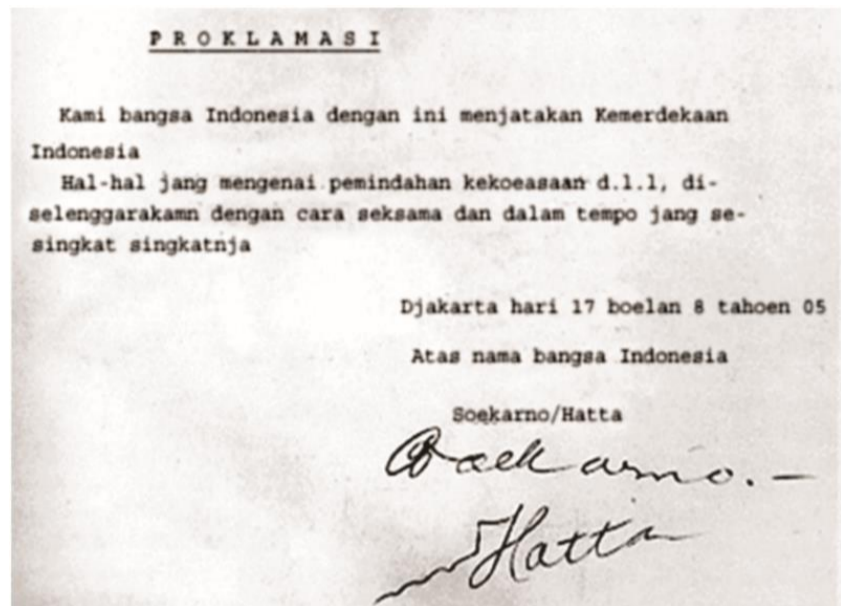 P R O K L A M A S I
Kami bangsa Indonesia dengan ini menjatakan Kemerdekaan
Indonesia
Hal-hal jang mengenai pemindahan kekoeasaan d.l.l, di-
selenggarakamn dengan cara seksama dan dalam tempo jang se-
singkat singkatnja
Djakarta hari 17 boelan 8 tahoen 05
Atas nama bangsa Indonesia
Soekarno/Hatta
Soekarno.—
Hatta